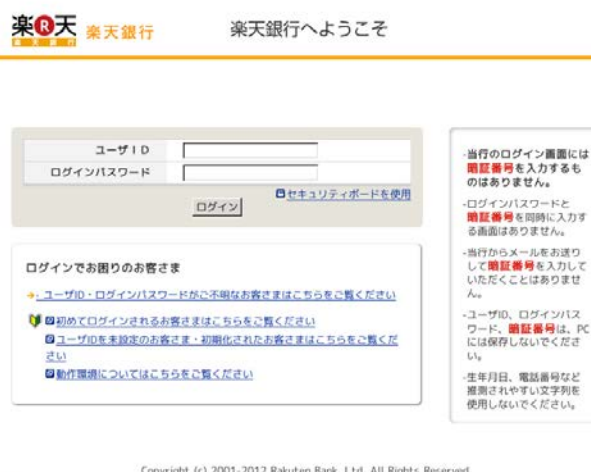 楽R天 楽天銀行 楽天銀行へようこそ
楽天銀行
ユーザID
ログインパスワード
セキュリティボードを使用
ログイン
ログインでお困りのお客さま
・ユーザID・ログインパスワードがご不明なお客さまはこちらをご覧ください
初めてログインされるお客さまはこちらをご覧ください
ユーザIDを未設定のお客さま・初期化されたお客さまはこちらをご覧くだ
さい
動作環境についてはこちらをご覧ください
-当行のログイン画面には
暗証番号を入力するも
のはありません。
-ログインパスワードと
暗証番号を同時に入力す
る画面はありません。
-当行からメールをお送り
して暗証番号を入力して
いただくことはありませ
ん。
-ユーザID、ログインパス
ワード、暗証番号は、PC
には保存しないでくださ
い。
-生年月日、電話番号など
推測されやすい文字列を
使用しないでください。
Copyright (c) 2001-2012 Rakuten Bank, Ltd. All Rights Reserved.